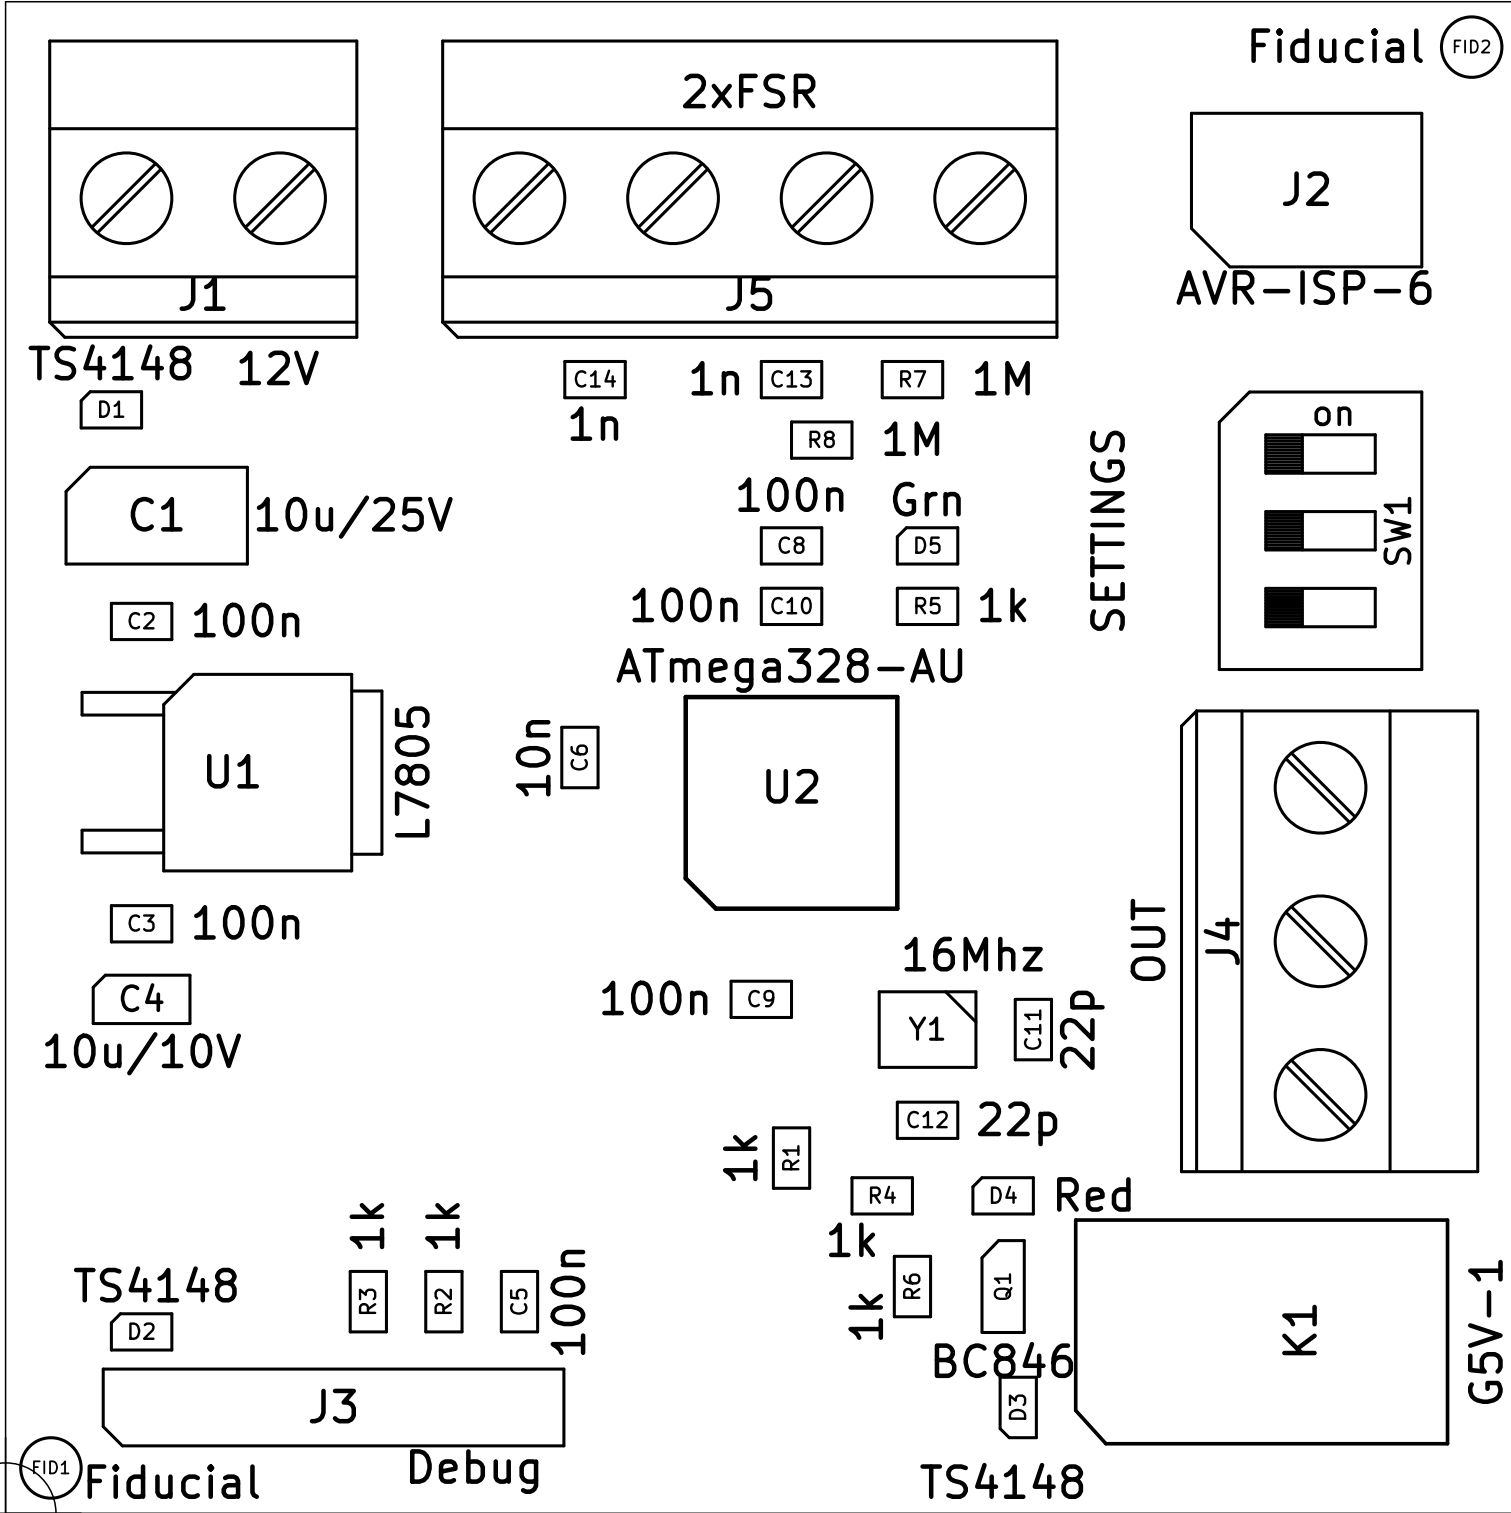 Fiducial FID2
2xFSR
J2
J1
J5
AVR-ISP-6
TS4148 12V
C14 1n C13 R7 1M
D1
1n
R8 1M
on
100n Grn
C1 10u/25V
SETTINGS
SW1
C8 D5
C2 100n
100n C10 R5 1k
ATmega328-AU
U1
L7805
10n
C6
U2
C3 100n
OUT
J4
16Mhz
C4
100n C9
Y1
C11
22p
10u/10V
C12 22p
1k
R1
R4 D4 Red
1k
1k
1k
TS4148
R3
R2
C5
100n
1k
R6
Q1
D2
K1
G5V-1
BC846
J3
D3
FID1 Fiducial
Debug
TS4148